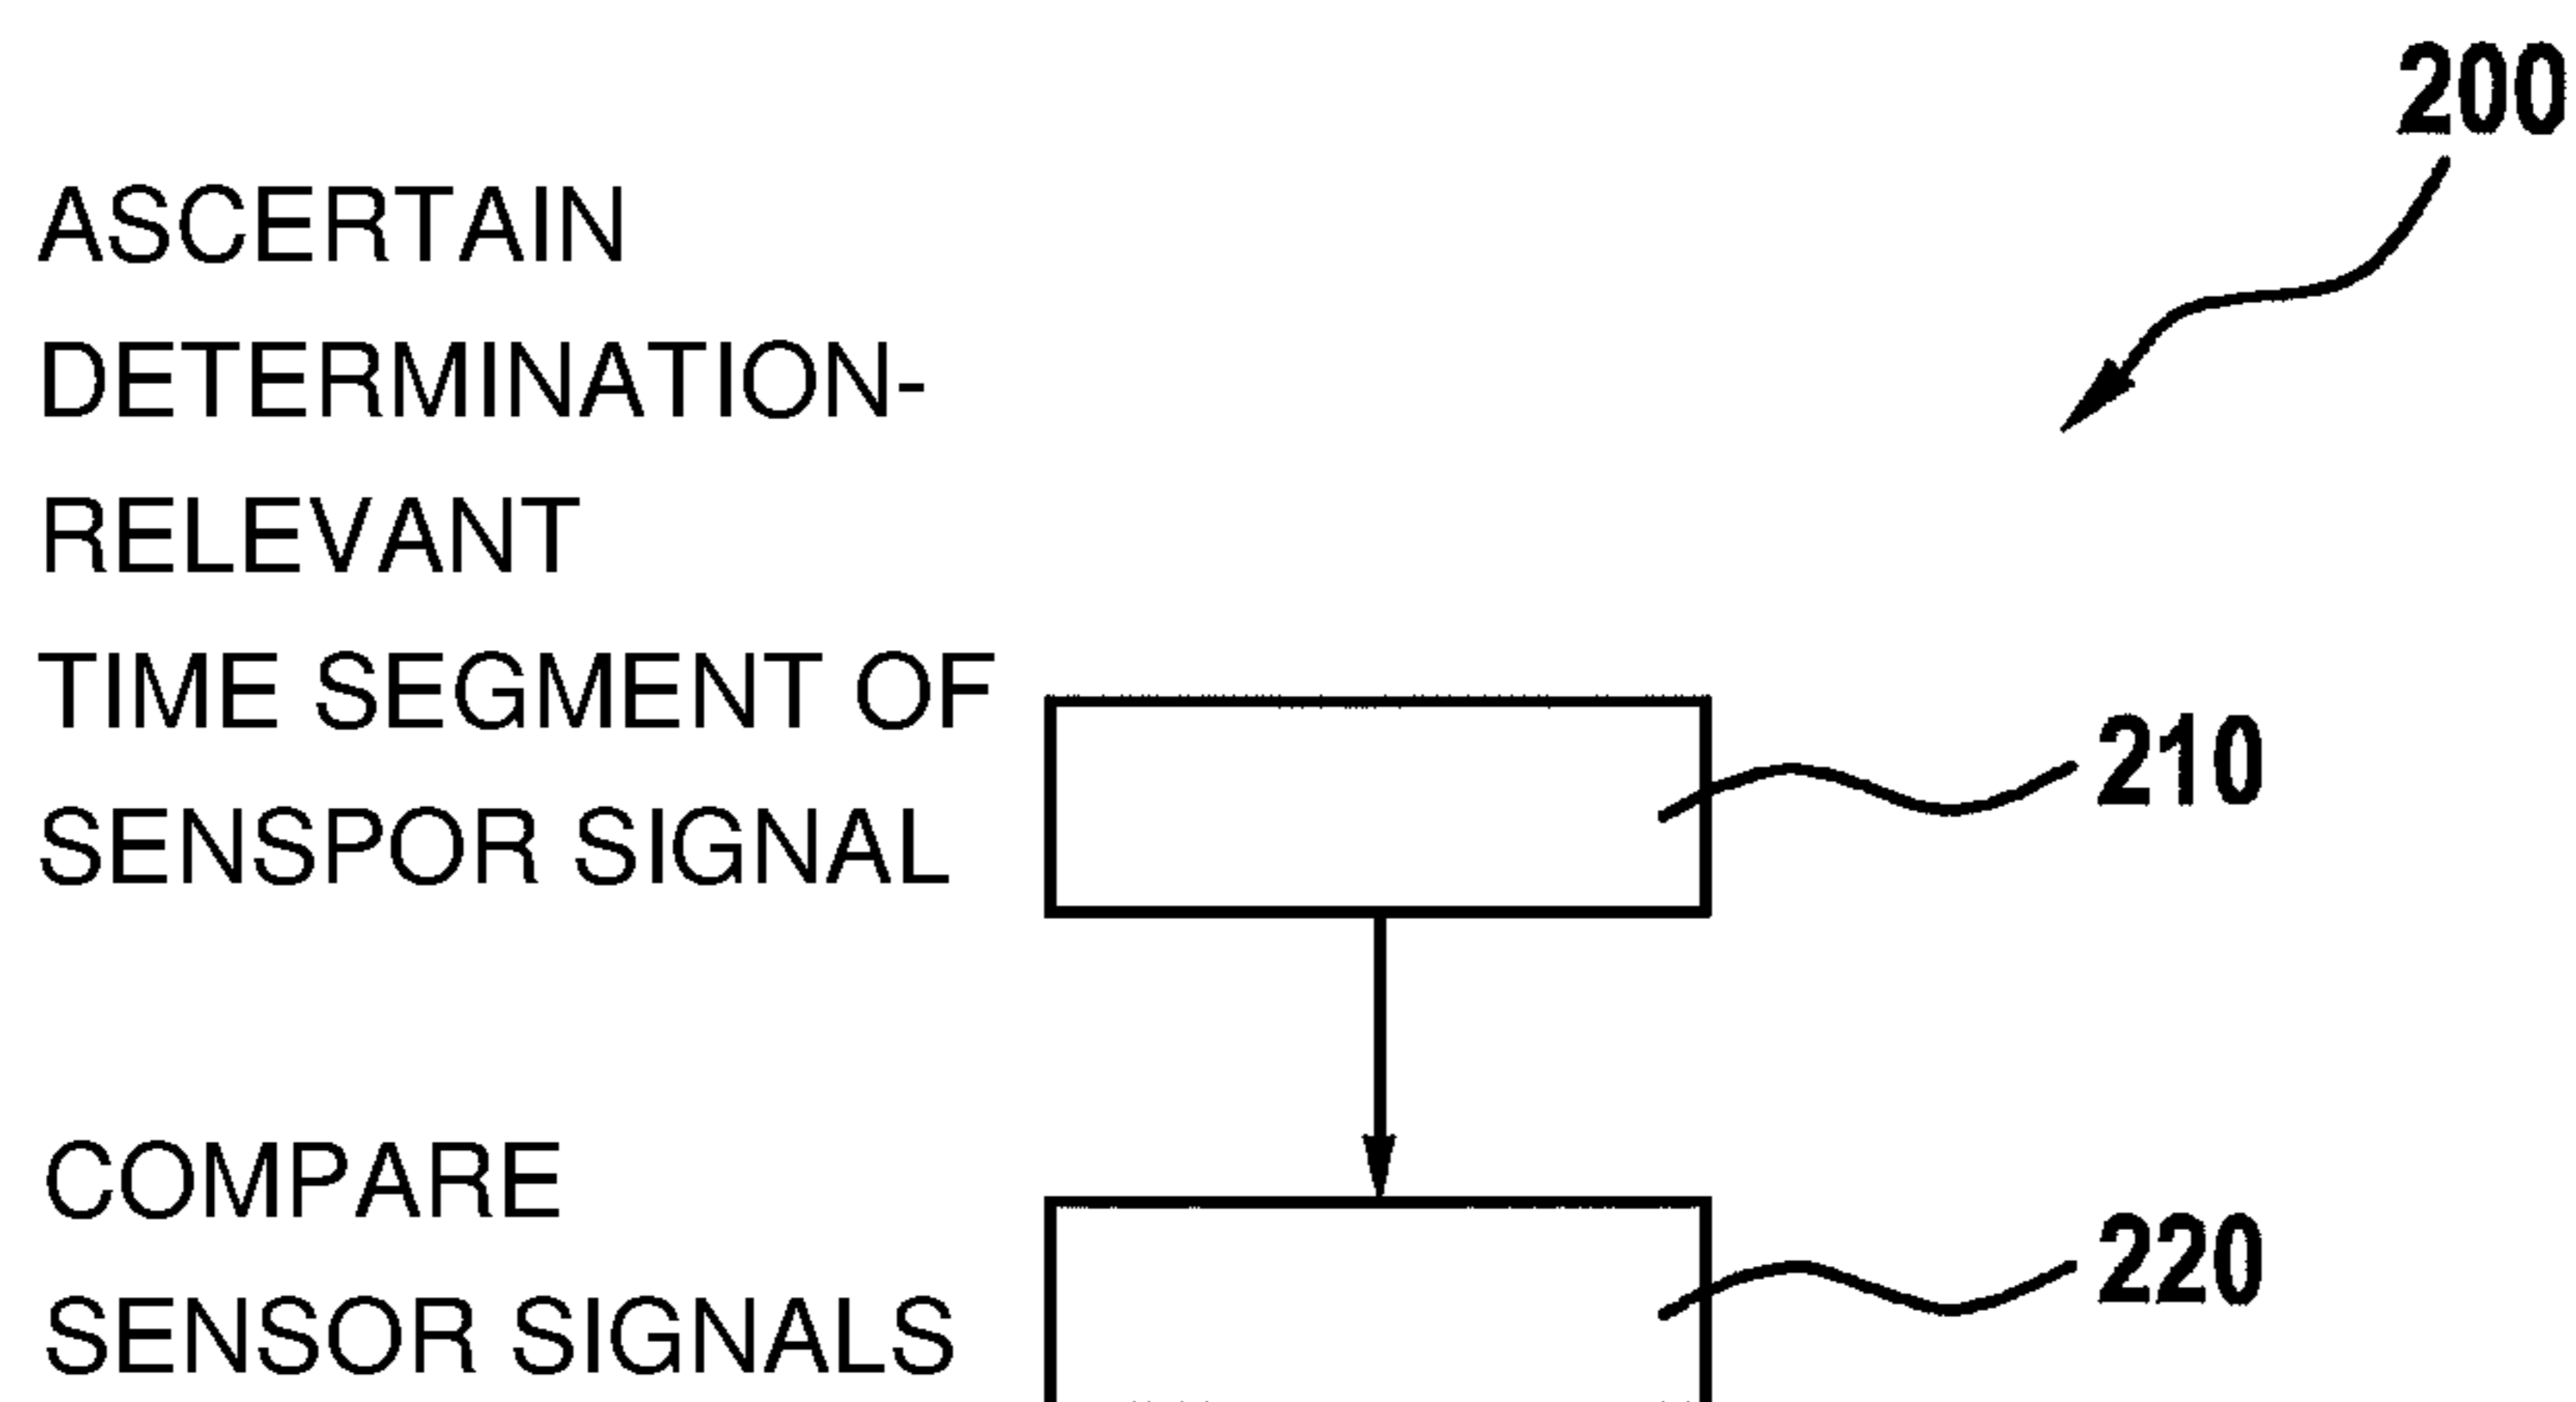 200
ASCERTAIN
DETERMINATION-
RELEVANT
TIME SEGMENT OF
SENSPOR SIGNAL
210
COMPARE
SENSOR SIGNALS
220